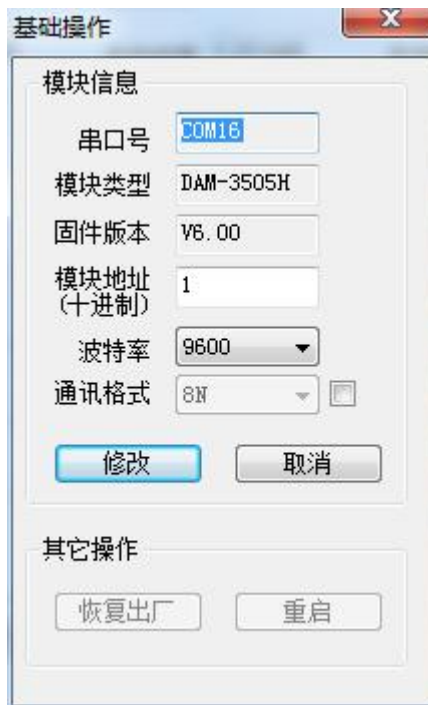 基础操作
模块信息
串口号 COM16
模块类型 DAM-3505H
固件版本 V6.00
模块地址 1
(十进制)
波特率 9600
通讯格式 8N
修改 取消
其它操作
恢复出厂 重启